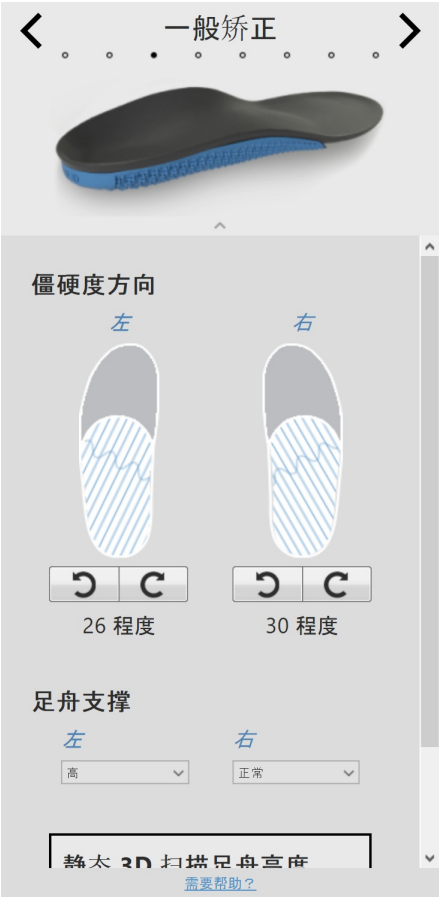 一般矫正
僵硬度方向
左 右
26 程度 30 程度
足舟支撑
左 右
高 正常
静态 3D 扫描足舟高度
需要帮助？